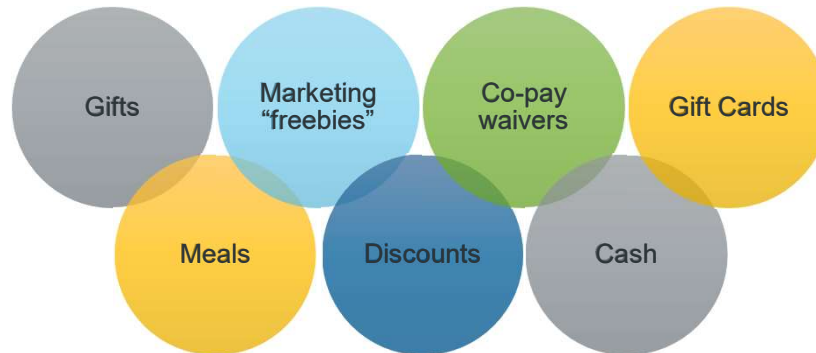 Gifts
Marketing
“freebies”
Co-pay
waivers
Gift Cards
Meals
Discounts
Cash